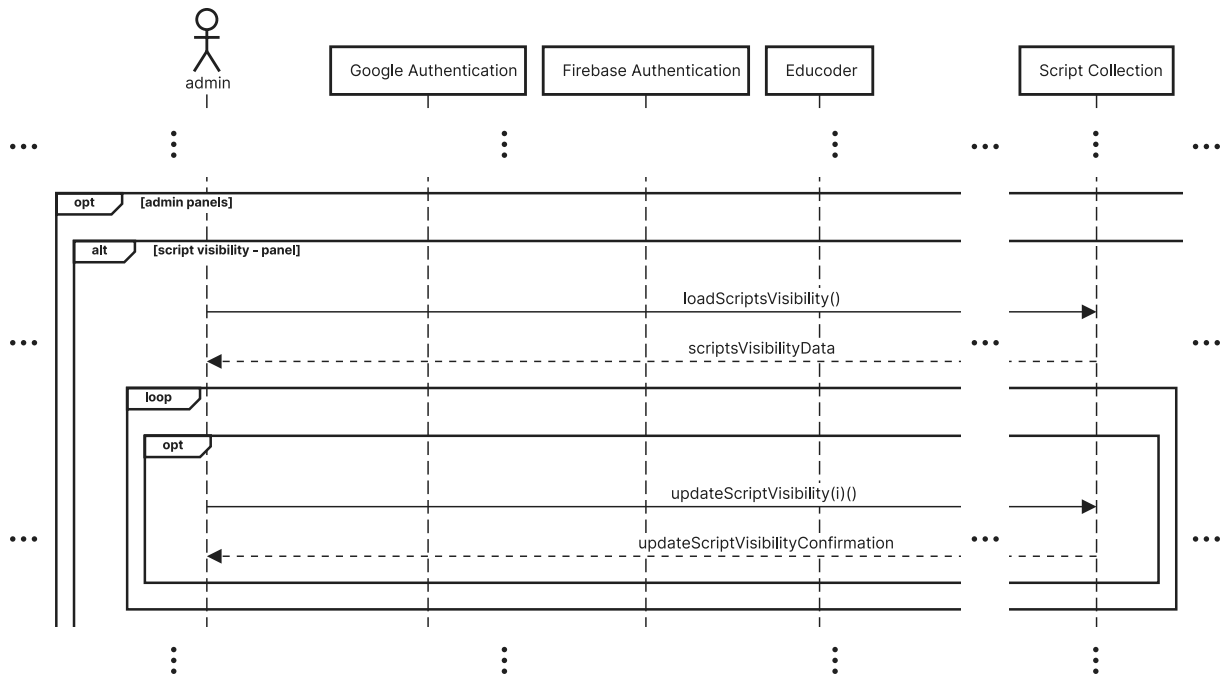 admin
Google Authentication
Firebase Authentication
Educoder
Script Collection
opt
[admin panels]
alt
[script visibility - panel]
loadScriptsVisibility()
scriptsVisibilityData
loop
opt
updateScriptVisibility(i)()
updateScriptVisibilityConfirmation